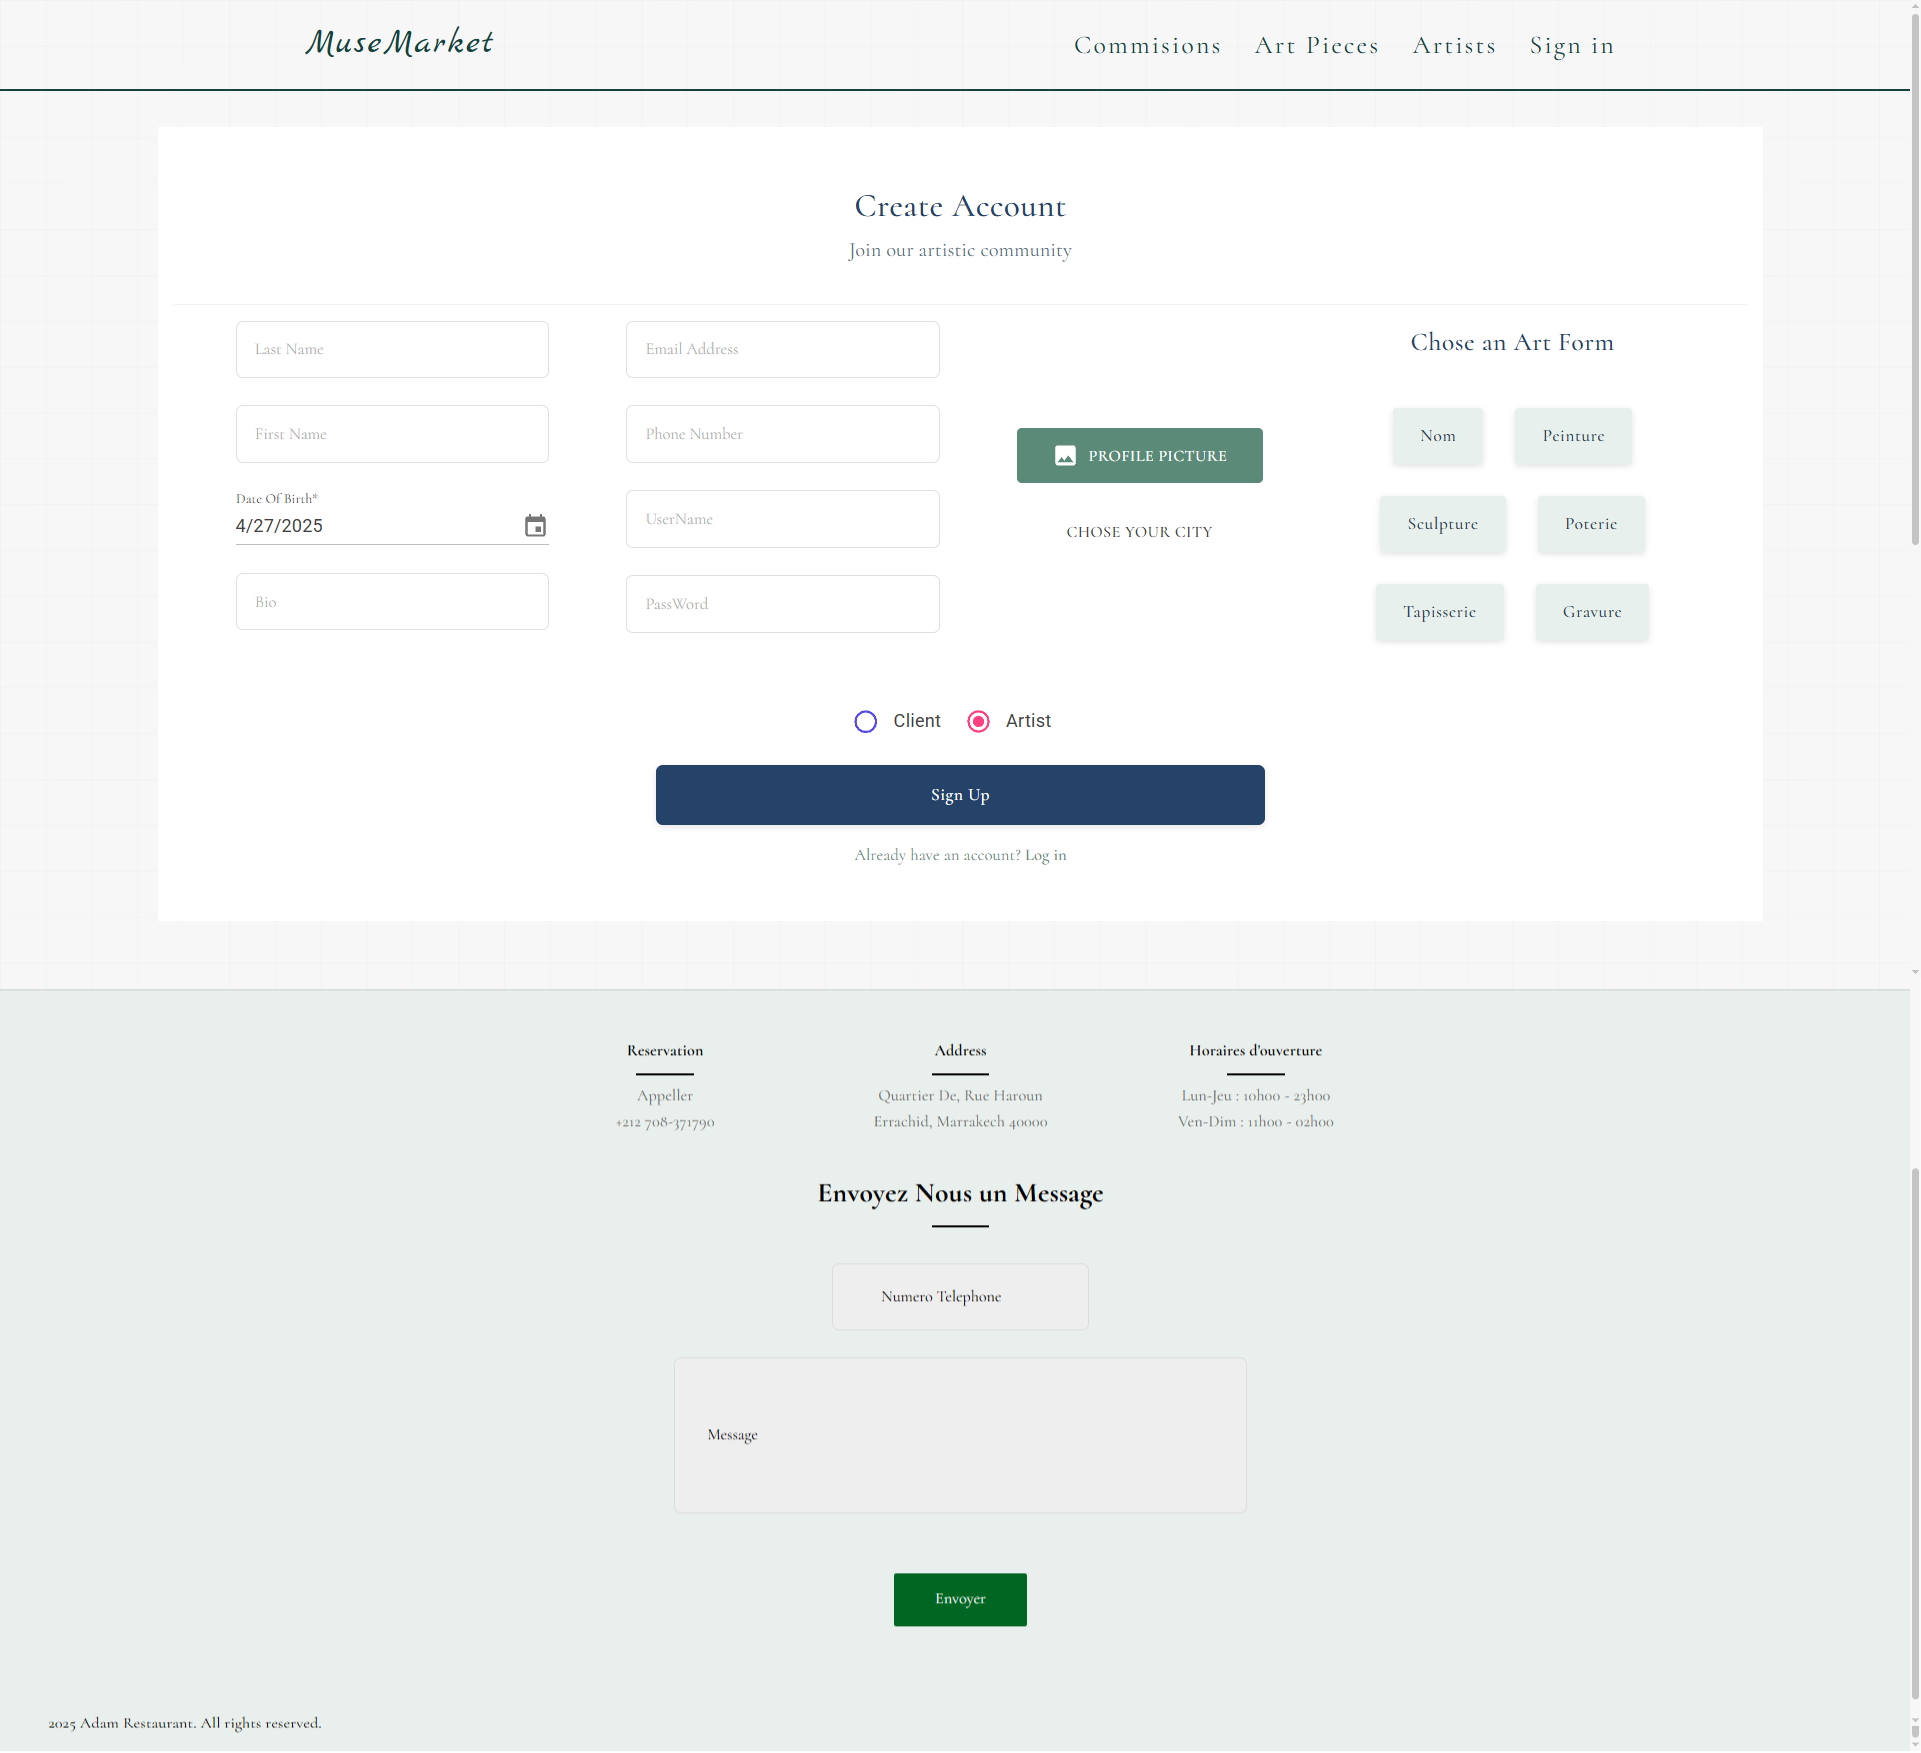 MuseMarket
Commisions Art Pieces Artists Sign in
Create Account
Join our artistic community
Last Name
First Name
Date Of Birth*
4/27/2025
Bio
Email Address
Phone Number
UserName
PassWord
PROFILE PICTURE
CHOSE YOUR CITY
Chose an Art Form
Nom Peinture
Sculpture Poterie
Tapisserie Gravure
Client Artist
Sign Up
Already have an account? Log in
Reservation
Appeller
+212 708-371790
Address
Quartier De, Rue Haroun
Errachid, Marrakech 40000
Horaires d'ouverture
Lun-Jeu : 10h00 - 23h00
Ven-Dim : 11h00 - 02h00
Envoyez Nous un Message
Numero Telephone
Message
Envoyer
2025 Adam Restaurant. All rights reserved.